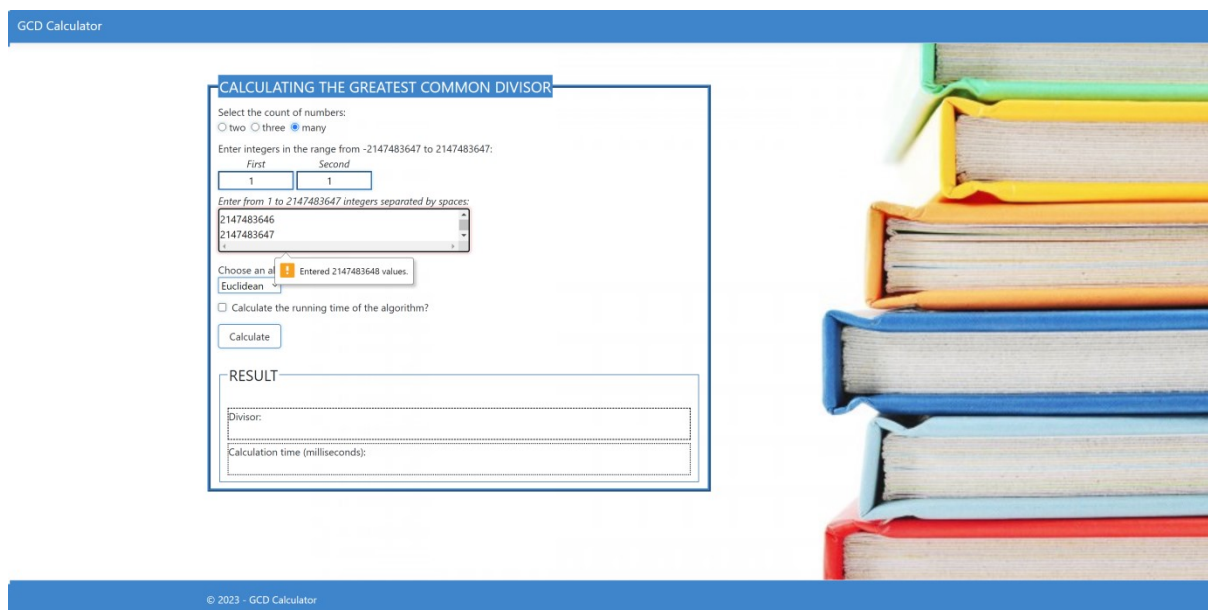 GCD Calculator
CALCULATING THE GREATEST COMMON DIVISOR
Select the count of numbers:
two three many
Enter integers in the range from -2147483647 to 2147483647:
First Second
1 1
Enter from 1 to 2147483647 integers separated by spaces:
2147483646
2147483647
Choose an al
Entered 2147483648 values.
Euclidean
Calculate the running time of the algorithm?
Calculate
RESULT
Divisor:
Calculation time (milliseconds):
© 2023 - GCD Calculator